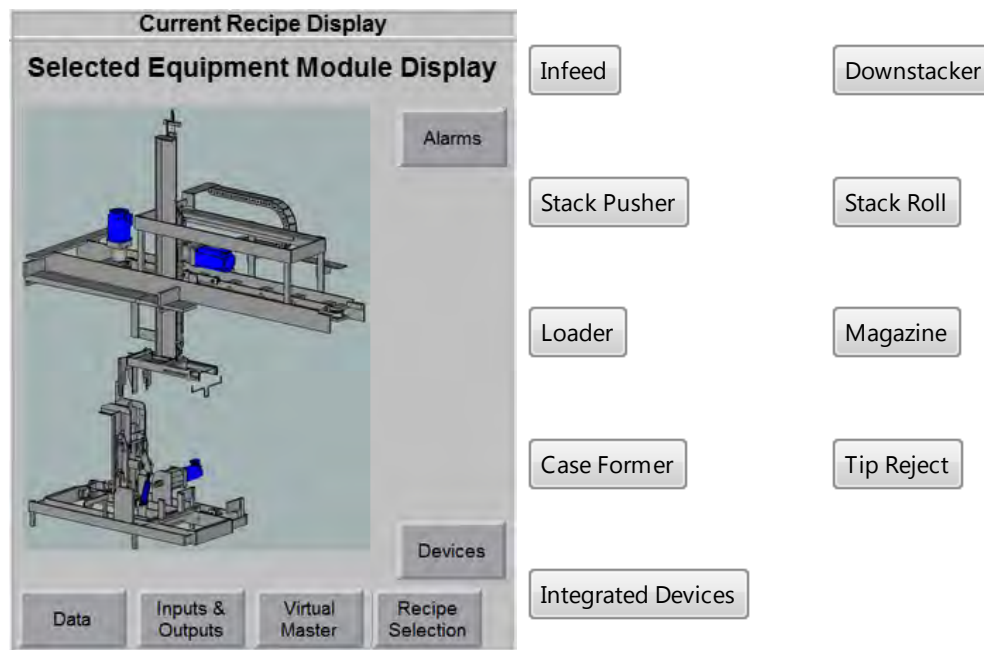 Current Recipe Display
Selected Equipment Module Display
Alarms
Devices
Data
Inputs &
Outputs
Virtual
Master
Recipe
Selection
Infeed
Downstacker
Stack Pusher
Stack Roll
Loader
Magazine
Case Former
Tip Reject
Integrated Devices